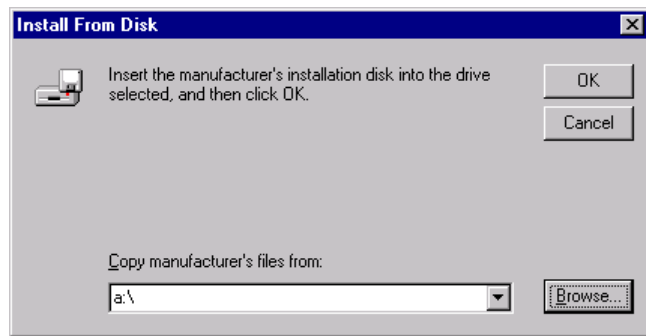 Install From Disk
Insert the manufacturer's installation disk into the drive
selected, and then click OK.
OK
Cancel
Copy manufacturer's files from:
a:\
Browse...